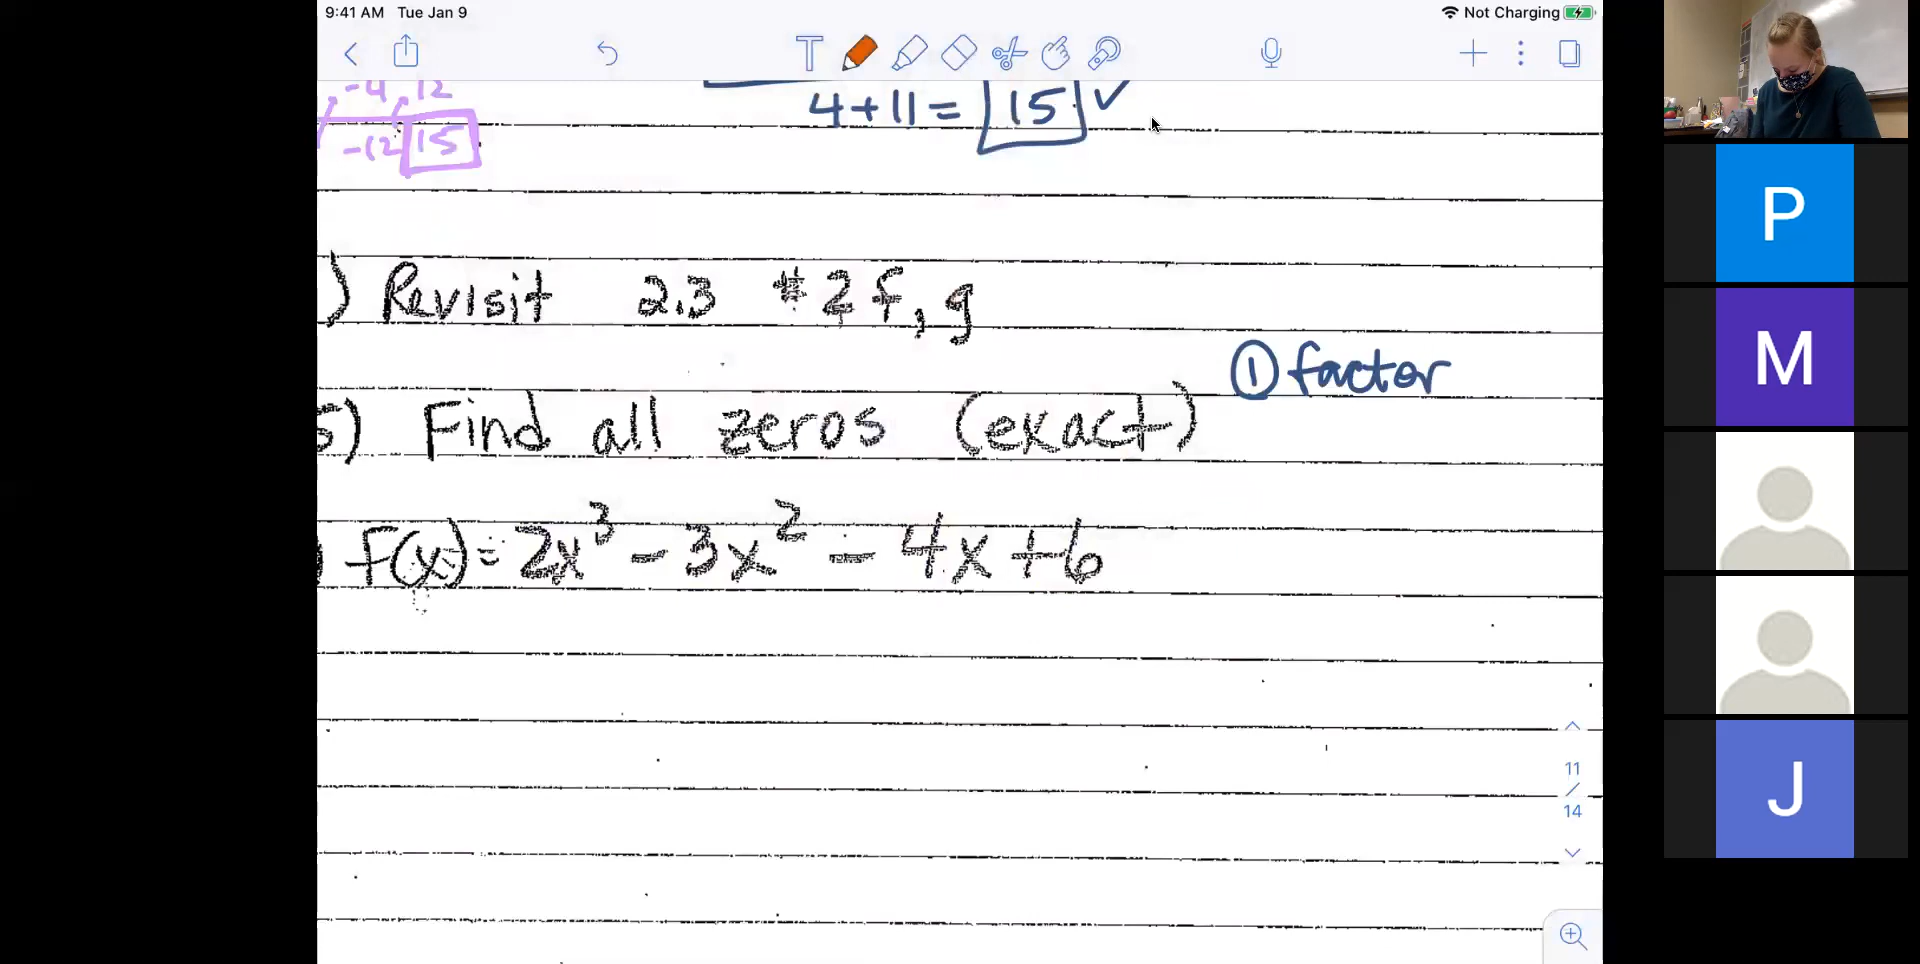 9:41 AM Tue Jan 9
Not Charging
T
-4, 12
-12 15
4+11 = 15 ✓
) Revisit 2.3 #2 f, g
① factor
5) Find all zeros (exact)
) f(x) = 2x³ - 3x² - 4x + 6
11
/
14
P
M
J